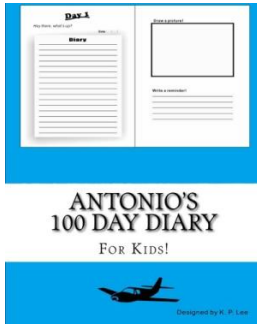 Day 1
Hey there, what's up?
Date
Diary
Draw a picture!
Write a reminder!
ANTONIO'S
100 DAY DIARY
FOR KIDS!
Designed by K. P. Lee